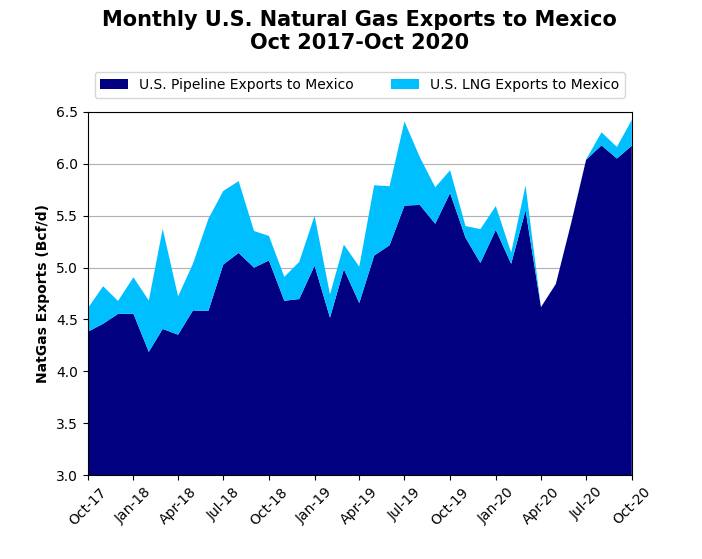 Monthly U.S. Natural Gas Exports to Mexico
Oct 2017-Oct 2020
U.S. Pipeline Exports to Mexico
U.S. LNG Exports to Mexico
NatGas Exports (Bcf/d)
6.5
6.0
5.5
5.0
4.5
4.0
3.5
3.0
Oct-17
Jan-18
Apr-18
Jul-18
Oct-18
Jan-19
Apr-19
Jul-19
Oct-19
Jan-20
Apr-20
Jul-20
Oct-20